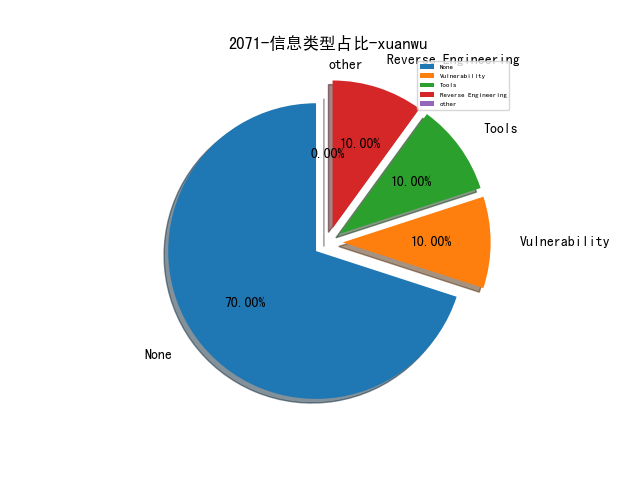 2071-信息类型占比-xuanwu
other
Reverse Engineering
None
Vulnerability
Tools
Reverse Engineering
other
Tools
0.00%
10.00%
10.00%
10.00%
Vulnerability
70.00%
None